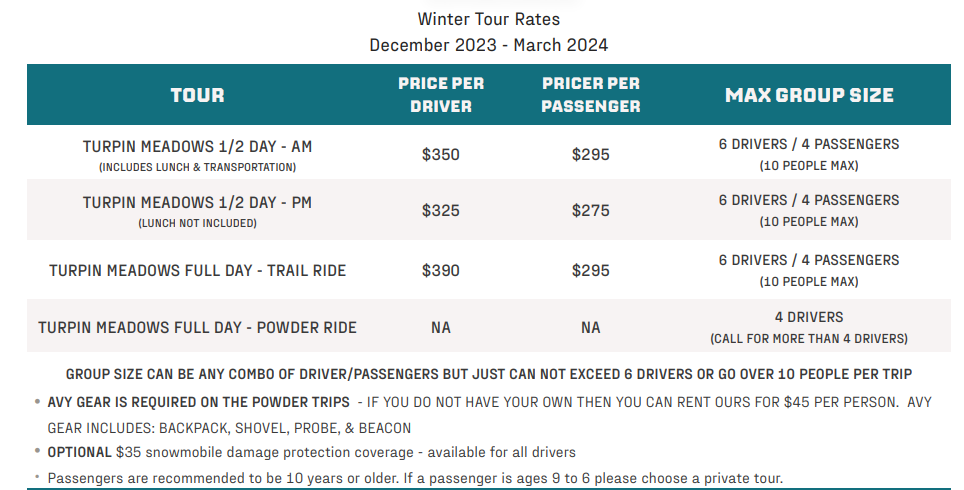 Winter Tour Rates
December 2023 - March 2024
TOUR
PRICE PER
DRIVER
PRICER PER
PASSENGER
MAX GROUP SIZE
TURPIN MEADOWS 1/2 DAY - AM
(INCLUDES LUNCH & TRANSPORTATION)
$350
$295
6 DRIVERS / 4 PASSENGERS
(10 PEOPLE MAX)
TURPIN MEADOWS 1/2 DAY - PM
(LUNCH NOT INCLUDED)
$325
$275
6 DRIVERS / 4 PASSENGERS
(10 PEOPLE MAX)
TURPIN MEADOWS FULL DAY - TRAIL RIDE
$390
$295
6 DRIVERS / 4 PASSENGERS
(10 PEOPLE MAX)
TURPIN MEADOWS FULL DAY - POWDER RIDE
NA
NA
4 DRIVERS
(CALL FOR MORE THAN 4 DRIVERS)
GROUP SIZE CAN BE ANY COMBO OF DRIVER/PASSENGERS BUT JUST CAN NOT EXCEED 6 DRIVERS OR GO OVER 10 PEOPLE PER TRIP
• AVY GEAR IS REQUIRED ON THE POWDER TRIPS - IF YOU DO NOT HAVE YOUR OWN THEN YOU CAN RENT OURS FOR $45 PER PERSON. AVY
GEAR INCLUDES: BACKPACK, SHOVEL, PROBE, & BEACON
• OPTIONAL $35 snowmobile damage protection coverage - available for all drivers
• Passengers are recommended to be 10 years or older. If a passenger is ages 9 to 6 please choose a private tour.